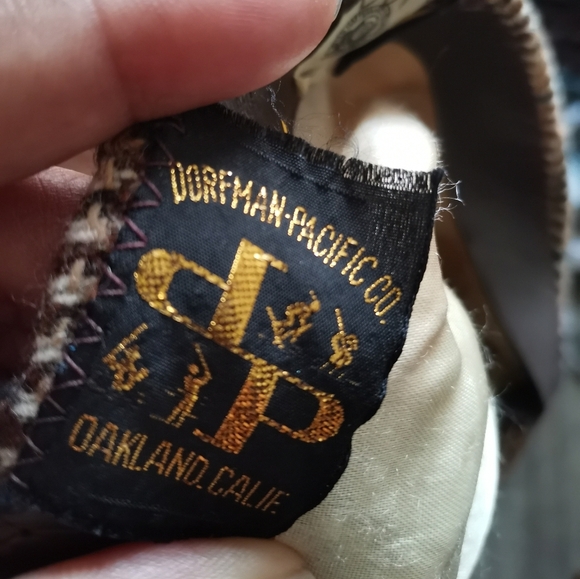 DORFMAN-PACIFIC CO.
DP
OAKLAND, CALIF.